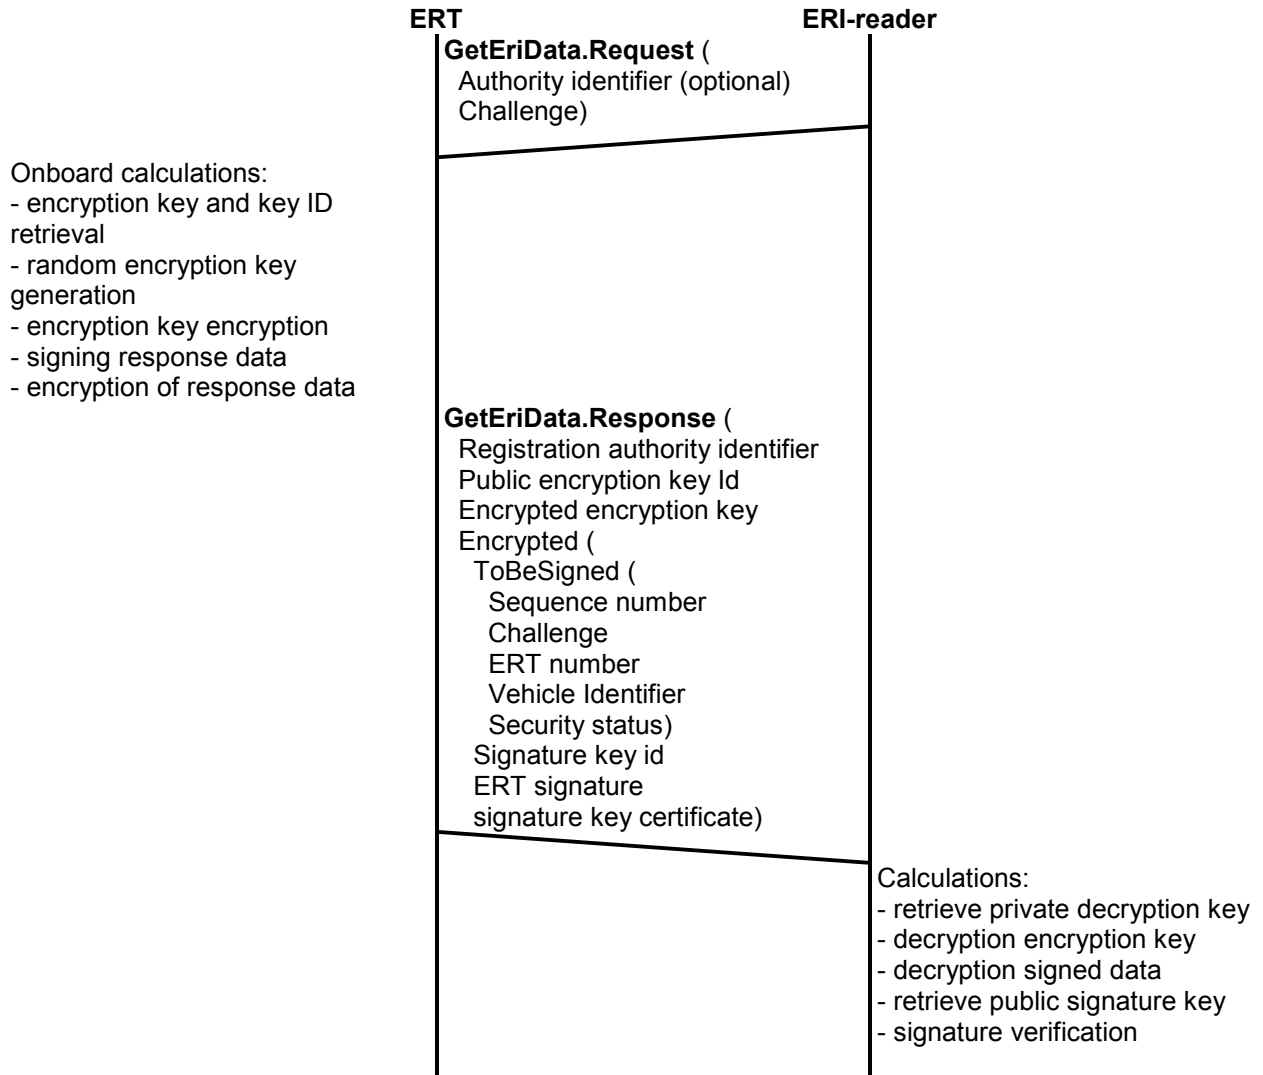 ERT
ERI-reader
GetEriData.Request (
Authority identifier (optional)
Challenge)
Onboard calculations:
- encryption key and key ID
retrieval
- random encryption key
generation
- encryption key encryption
- signing response data
- encryption of response data
GetEriData.Response (
Registration authority identifier
Public encryption key Id
Encrypted encryption key
Encrypted (
ToBeSigned (
Sequence number
Challenge
ERT number
Vehicle Identifier
Security status)
Signature key id
ERT signature
signature key certificate)
Calculations:
- retrieve private decryption key
- decryption encryption key
- decryption signed data
- retrieve public signature key
- signature verification